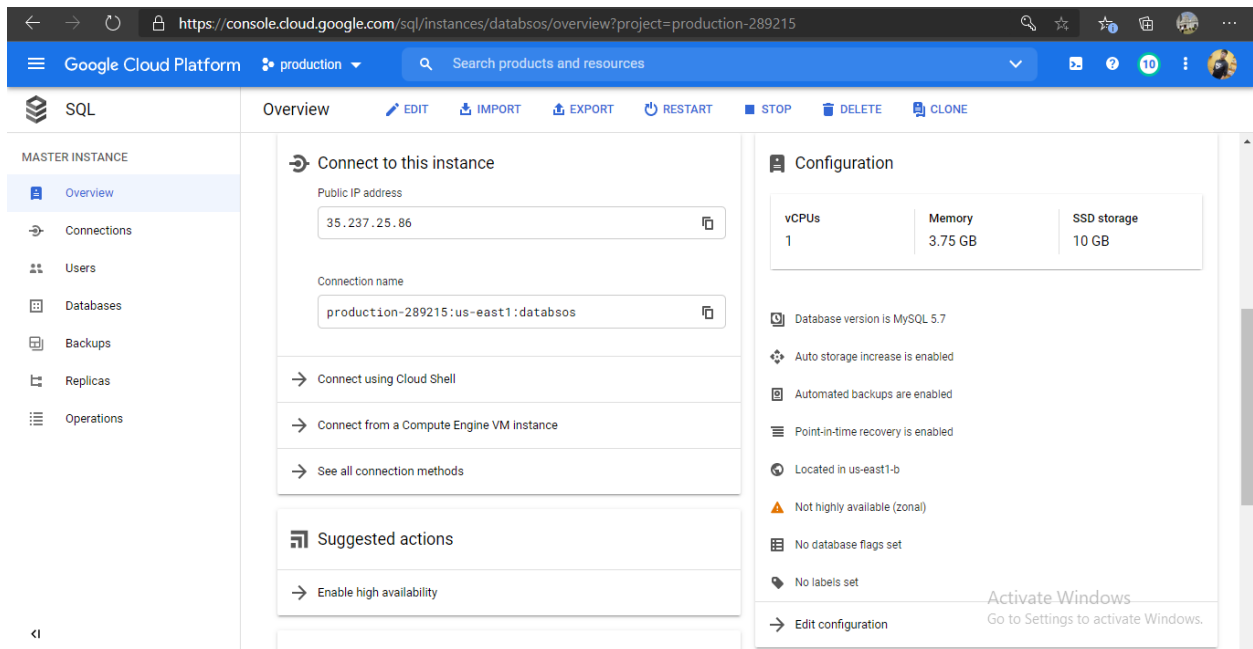 https://console.cloud.google.com/sql/instances/databsos/overview?project=production-289215
Google Cloud Platform production Search products and resources 10
SQL Overview EDIT IMPORT EXPORT RESTART STOP DELETE CLONE
MASTER INSTANCE
Overview
Connections
Users
Databases
Backups
Replicas
Operations
Connect to this instance
Public IP address
35.237.25.86
Connection name
production-289215:us-east1:databsos
Connect using Cloud Shell
Connect from a Compute Engine VM instance
See all connection methods
Suggested actions
Enable high availability
Configuration
vCPUs Memory SSD storage
1 3.75 GB 10 GB
Database version is MySQL 5.7
Auto storage increase is enabled
Automated backups are enabled
Point-in-time recovery is enabled
Located in us-east1-b
Not highly available (zonal)
No database flags set
No labels set
Edit configuration
Activate Windows
Go to Settings to activate Windows.